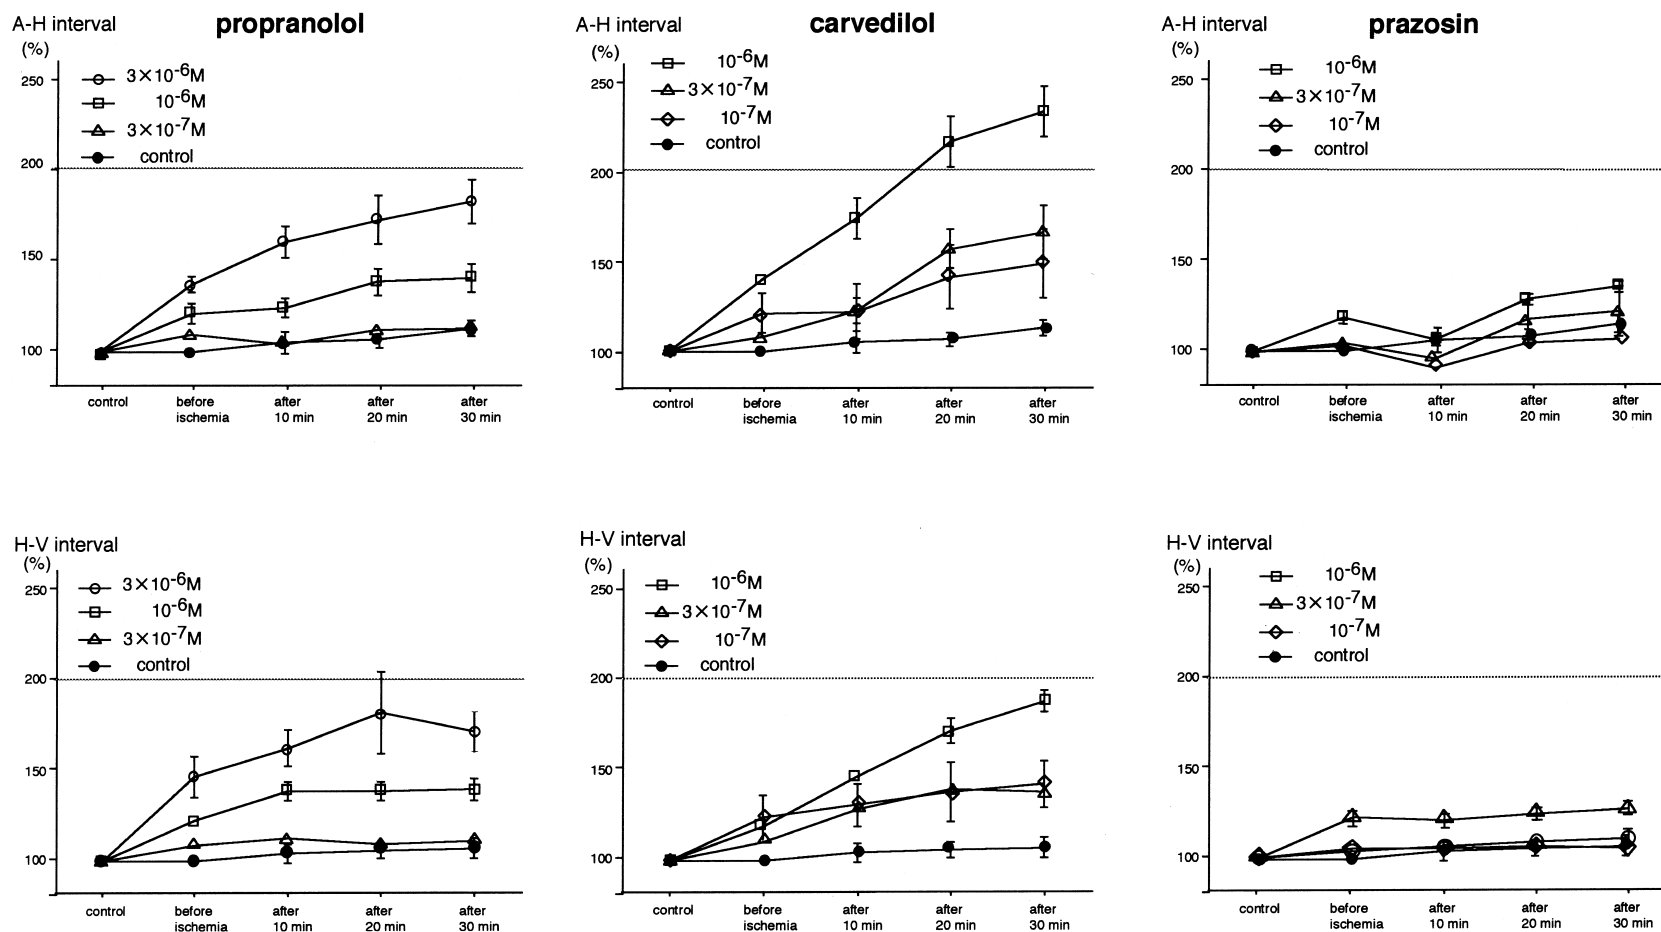 A-H interval
propranolol
(%)
3×10-6M
10-6M
3×10-7M
control
250
200
150
100
control
before
ischemia
after
10 min
after
20 min
after
30 min
A-H interval
carvedilol
(%)
10-6M
3×10-7M
10-7M
control
250
200
150
100
control
before
ischemia
after
10 min
after
20 min
after
30 min
A-H interval
prazosin
(%)
10-6M
3×10-7M
10-7M
control
250
200
150
100
control
before
ischemia
after
10 min
after
20 min
after
30 min
H-V interval
(%)
3×10-6M
10-6M
3×10-7M
control
250
200
150
100
control
before
ischemia
after
10 min
after
20 min
after
30 min
H-V interval
(%)
10-6M
3×10-7M
10-7M
control
250
200
150
100
control
before
ischemia
after
10 min
after
20 min
after
30 min
H-V interval
(%)
10-6M
3×10-7M
10-7M
control
250
200
150
100
control
before
ischemia
after
10 min
after
20 min
after
30 min